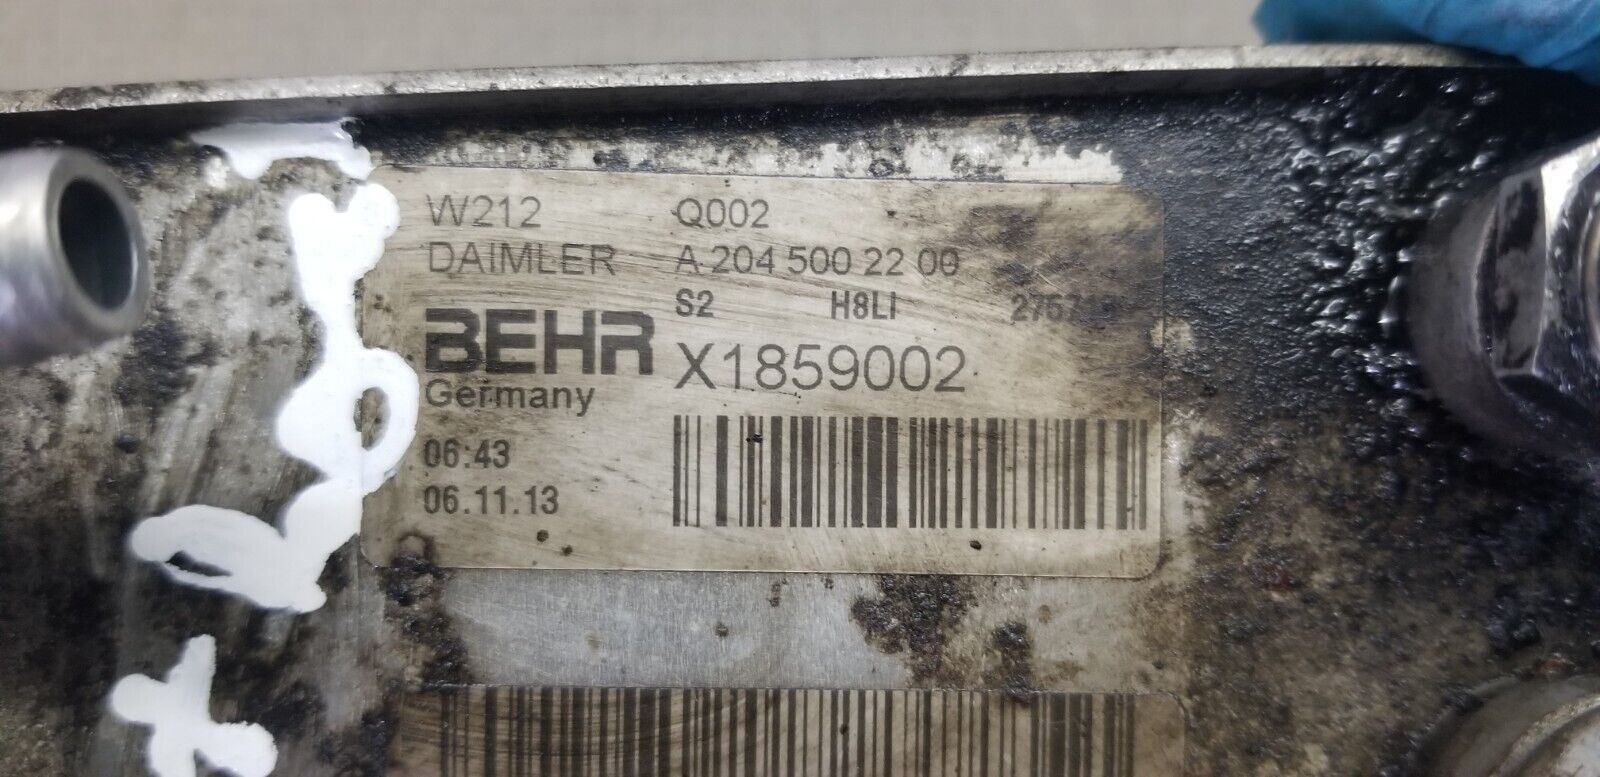 W212 Q002
DAIMLER A 204 500 22 00
S2 H8LI
BEHR X1859002
Germany
06:43
06.11.13